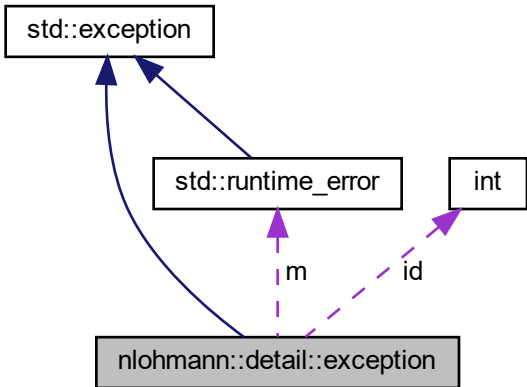 std::exception
std::runtime_error
int
m
id
nlohmann::detail::exception